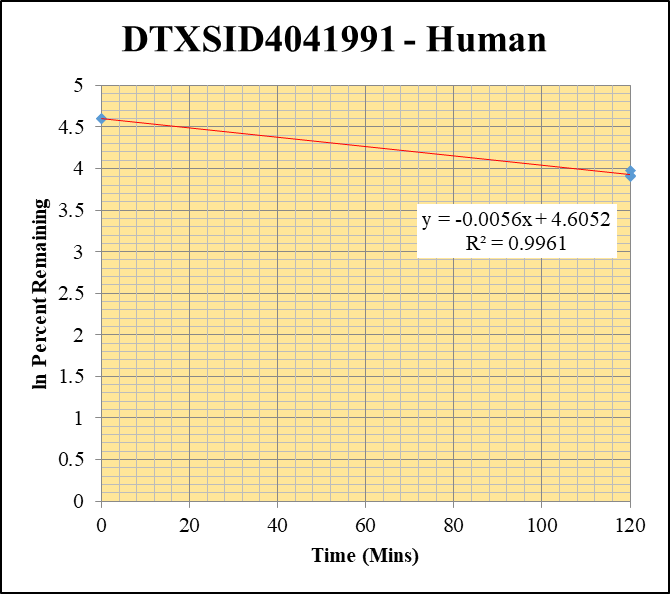 DTXSID4041991 - Human
ln Percent Remaining
5
4.5
4
3.5
3
2.5
2
1.5
1
0.5
0
y = -0.0056x + 4.6052
R² = 0.9961
0 20 40 60 80 100 120
Time (Mins)